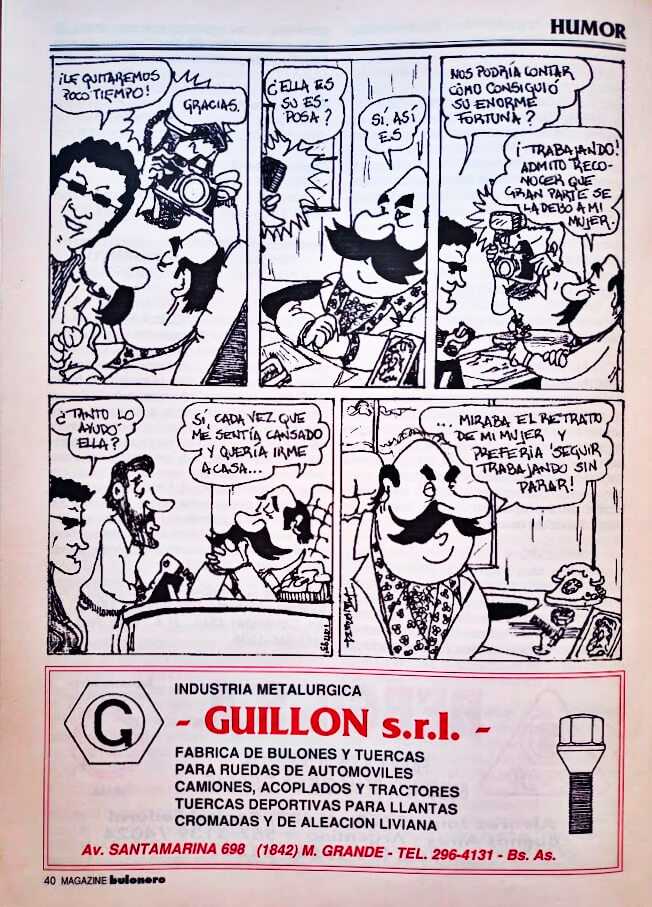 HUMOR
¡LE QUITAREMOS
POCO TIEMPO!
GRACIAS.
¿ELLA ES
SU ES-
POSA?
SÍ. ASÍ
ES
NOS PODRÍA CONTAR
CÓMO CONSIGUIÓ
SU ENORME
FORTUNA?
¡TRABAJANDO!
ADMITO RECO-
NOCER QUE
GRAN PARTE SE
LA DEBO A MI
MUJER.
¿TANTO LO
AYUDÓ
ELLA?
SÍ, CADA VEZ QUE
ME SENTÍA CANSADO
Y QUERÍA IRME
A CASA...
... MIRABA EL RETRATO
DE MI MUJER Y
PREFERÍA SEGUIR
TRABAJANDO SIN
PARAR!
G
INDUSTRIA METALURGICA
- GUILLON s.r.l. -
FABRICA DE BULONES Y TUERCAS
PARA RUEDAS DE AUTOMOVILES
CAMIONES, ACOPLADOS Y TRACTORES
TUERCAS DEPORTIVAS PARA LLANTAS
CROMADAS Y DE ALEACION LIVIANA
Av. SANTAMARINA 698 (1842) M. GRANDE - TEL. 296-4131 - Bs. As.
40 MAGAZINE bulonero